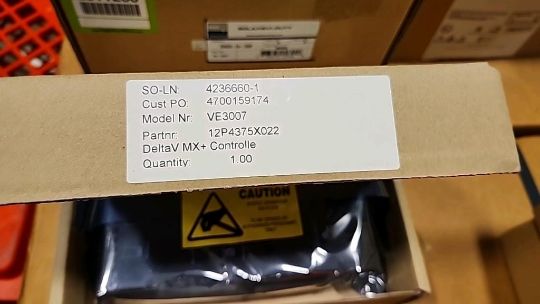 SO-LN: 4236660-1
Cust PO: 4700159174
Model Nr: VE3007
Partnr: 12P4375X022
DeltaV MX+ Controlle
Quantity: 1.00
CAUTION